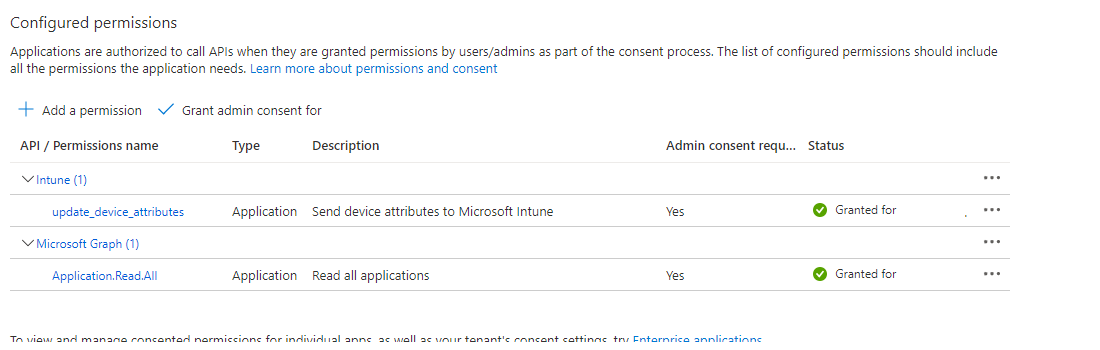 Configured permissions
Applications are authorized to call APIs when they are granted permissions by users/admins as part of the consent process. The list of configured permissions should include
all the permissions the application needs. Learn more about permissions and consent
Add a permission Grant admin consent for
API / Permissions name Type Description Admin consent requ... Status
Intune (1)
update_device_attributes Application Send device attributes to Microsoft Intune Yes Granted for
Microsoft Graph (1)
Application.Read.All Application Read all applications Yes Granted for
To view and manage consented permissions for individual apps, as well as your tenant's consent settings, try Enterprise applications.